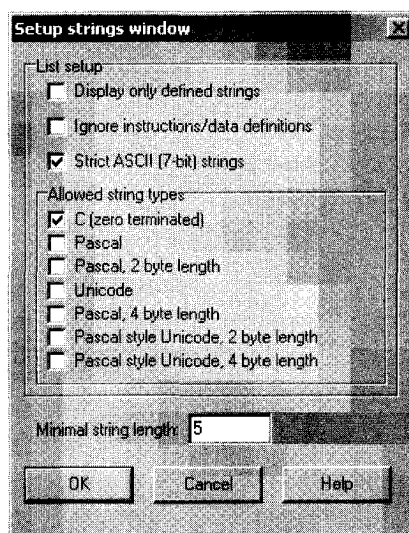 Setup strings window
List setup
Display only defined strings
Ignore instructions/data definitions
Strict ASCII (7-bit) strings
Allowed string types
C (zero terminated)
Pascal
Pascal, 2 byte length
Unicode
Pascal, 4 byte length
Pascal style Unicode, 2 byte length
Pascal style Unicode, 4 byte length
Minimal string length: 5
OK Cancel Help